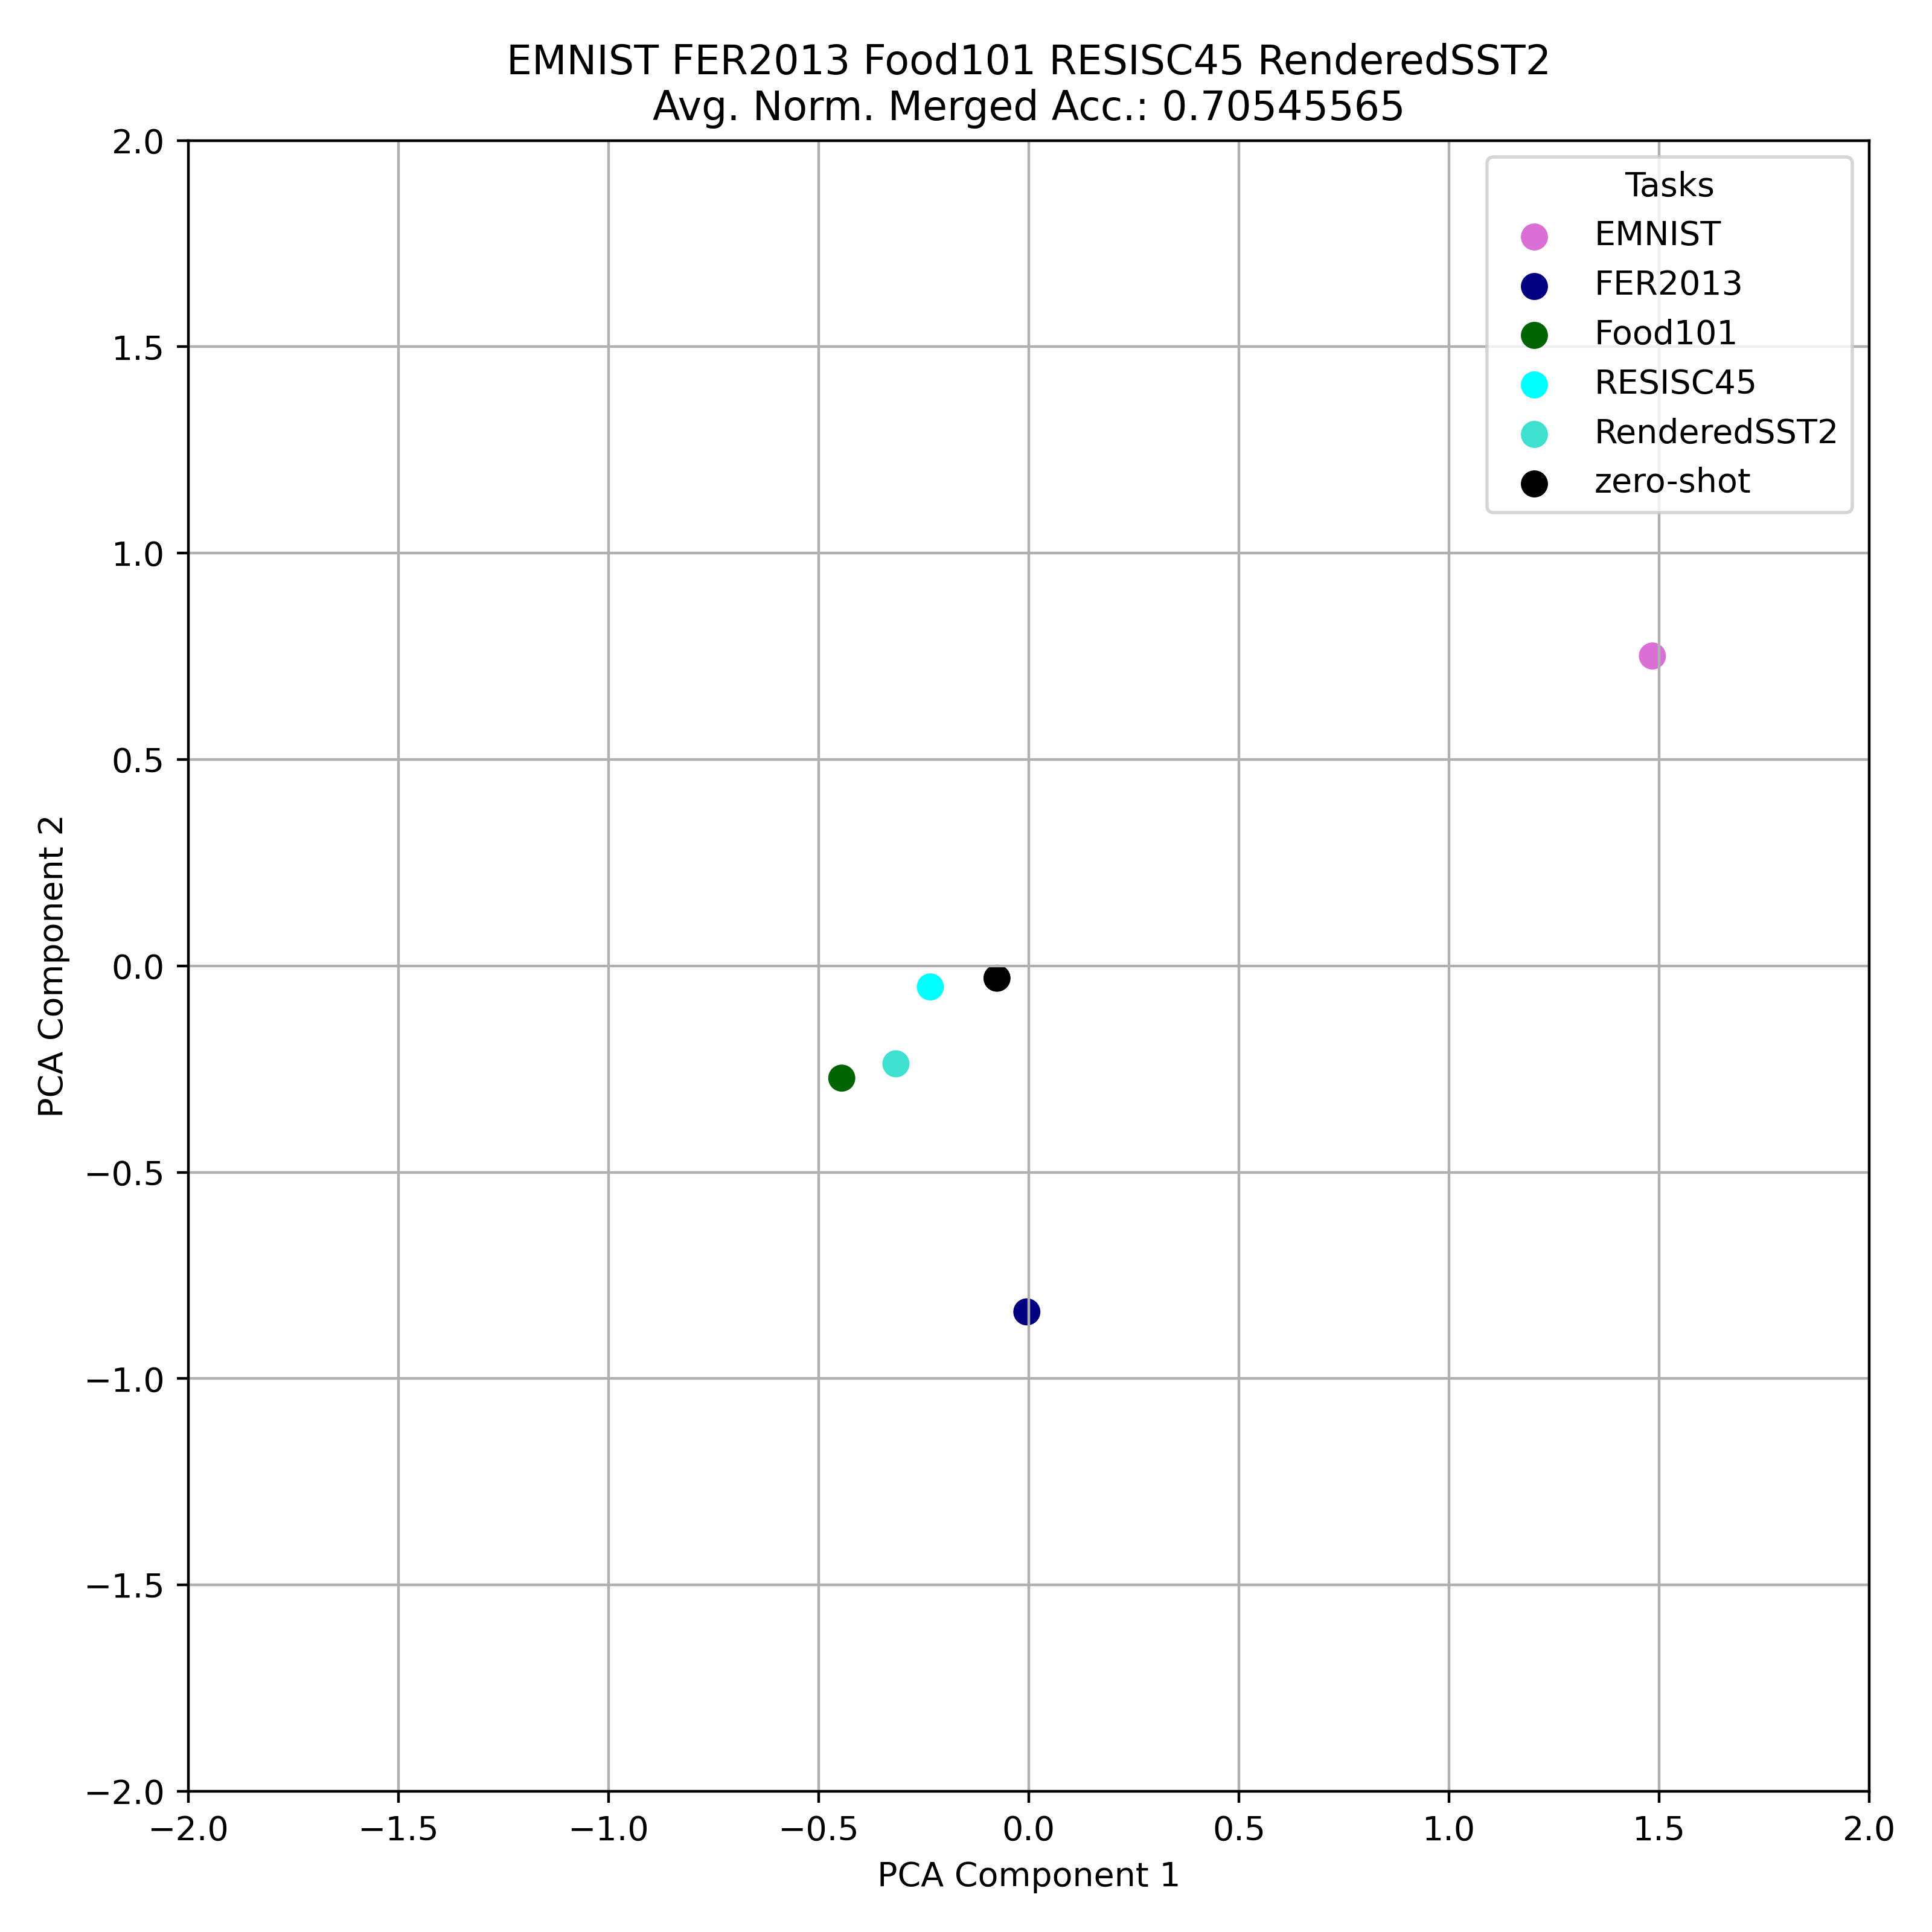 EMNIST FER2013 Food101 RESISC45 RenderedSST2
Avg. Norm. Merged Acc.: 0.70545565
Tasks
EMNIST
FER2013
Food101
RESISC45
RenderedSST2
zero-shot
PCA Component 2
2.0
1.5
1.0
0.5
0.0
−0.5
−1.0
−1.5
−2.0
−2.0 −1.5 −1.0 −0.5 0.0 0.5 1.0 1.5 2.0
PCA Component 1